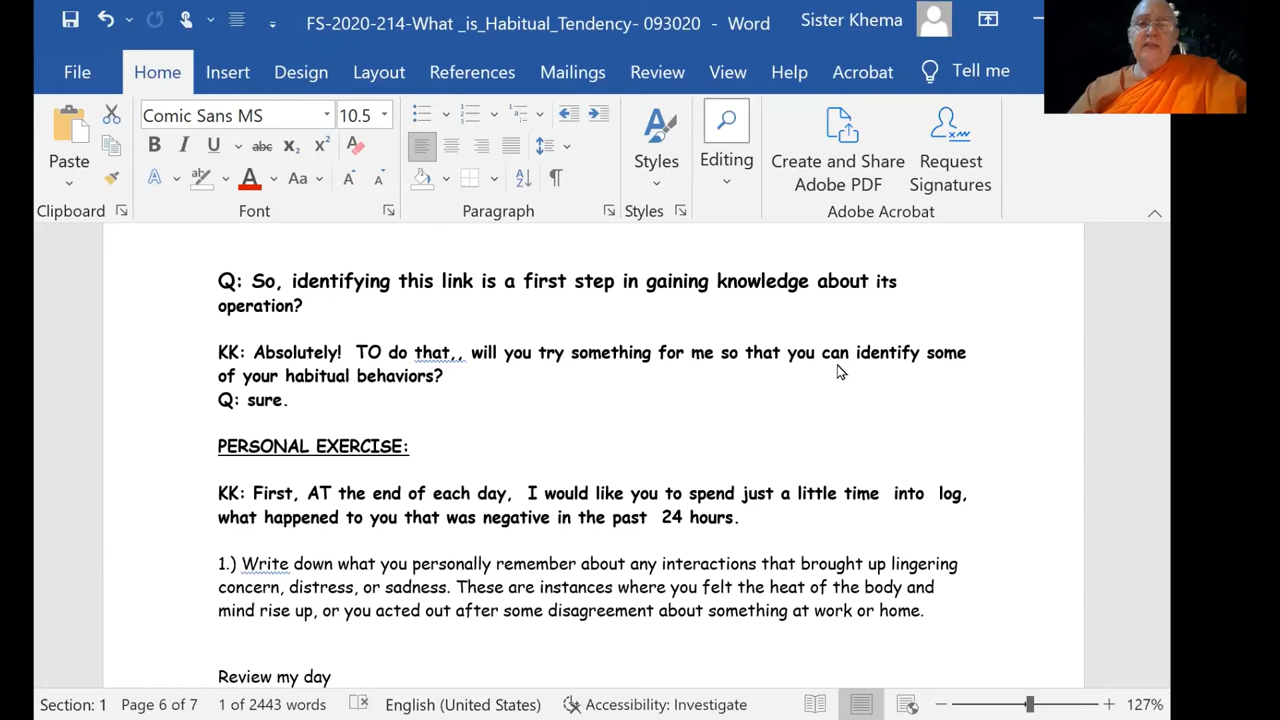 FS-2020-214-What _is_Habitual_Tendency- 093020 - Word
Sister Khema
File Home Insert Design Layout References Mailings Review View Help Acrobat Tell me
Comic Sans MS 10.5
Paste
B I U abc x₂ x² A
A ab A Aa A A
Styles
Editing
Create and Share
Adobe PDF
Request
Signatures
Clipboard Font Paragraph Styles Adobe Acrobat
Q: So, identifying this link is a first step in gaining knowledge about its
operation?
KK: Absolutely! TO do that,, will you try something for me so that you can identify some
of your habitual behaviors?
Q: sure.
PERSONAL EXERCISE:
KK: First, AT the end of each day, I would like you to spend just a little time into log,
what happened to you that was negative in the past 24 hours.
1.) Write down what you personally remember about any interactions that brought up lingering
concern, distress, or sadness. These are instances where you felt the heat of the body and
mind rise up, or you acted out after some disagreement about something at work or home.
Review my day
Section: 1 Page 6 of 7 1 of 2443 words English (United States) Accessibility: Investigate 127%